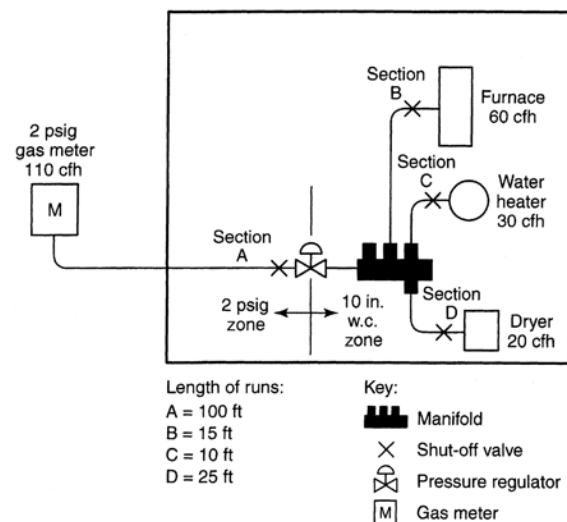 2 psig
gas meter
110 cfh
M
Section
A
2 psig
zone
10 in.
w.c.
zone
Section
B
Furnace
60 cfh
Section
C
Water
heater
30 cfh
Section
D
Dryer
20 cfh
Length of runs:
A = 100 ft
B = 15 ft
C = 10 ft
D = 25 ft
Key:
Manifold
Shut-off valve
Pressure regulator
M
Gas meter